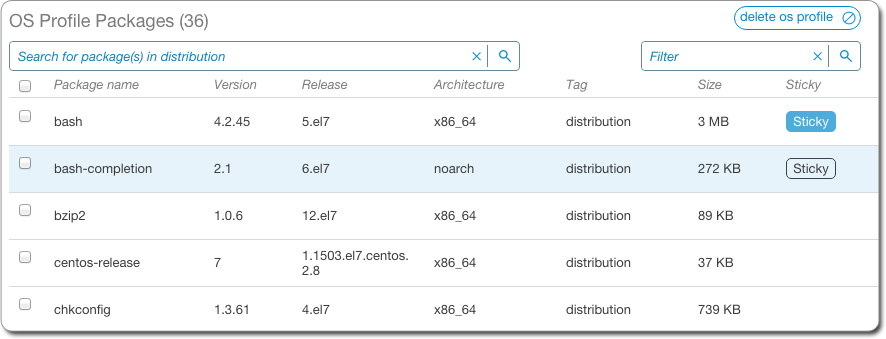 OS Profile Packages (36)
delete os profile
Search for package(s) in distribution
Filter
Package name Version Release Architecture Tag Size Sticky
bash 4.2.45 5.el7 x86_64 distribution 3 MB Sticky
bash-completion 2.1 6.el7 noarch distribution 272 KB Sticky
bzip2 1.0.6 12.el7 x86_64 distribution 89 KB
centos-release 7 1.1503.el7.centos.
2.8 x86_64 distribution 37 KB
chkconfig 1.3.61 4.el7 x86_64 distribution 739 KB